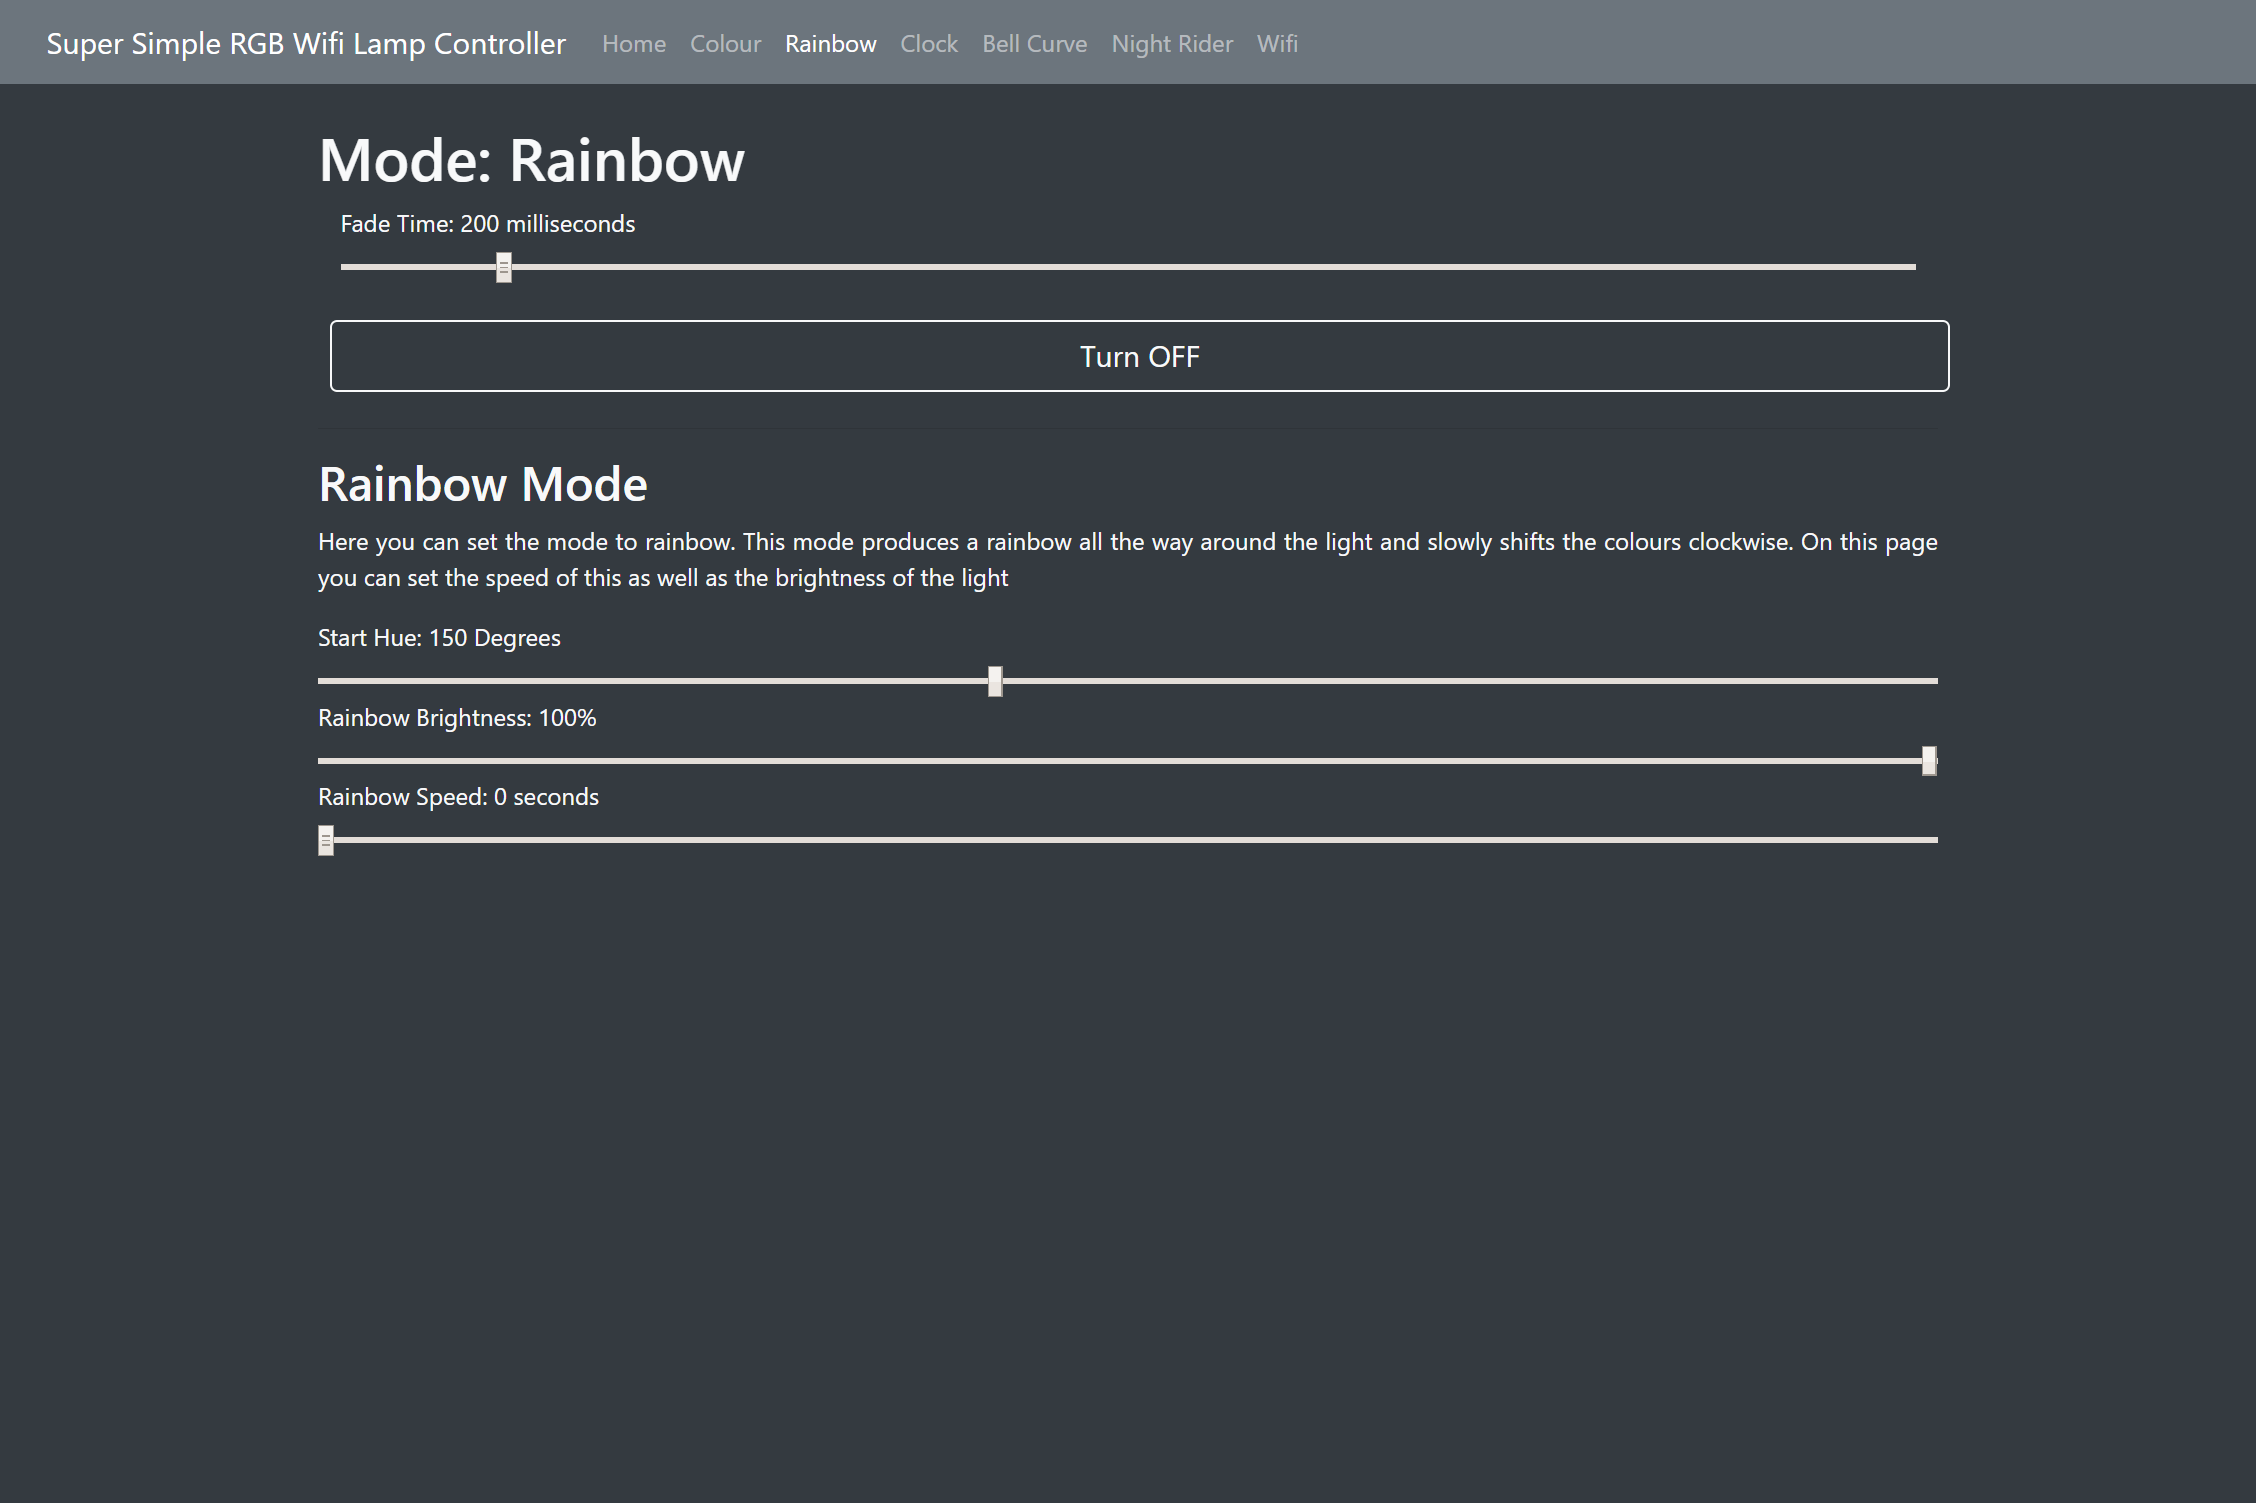 Super Simple RGB Wifi Lamp Controller Home Colour Rainbow Clock Bell Curve Night Rider Wifi
Mode: Rainbow
Fade Time: 200 milliseconds
Turn OFF
Rainbow Mode
Here you can set the mode to rainbow. This mode produces a rainbow all the way around the light and slowly shifts the colours clockwise. On this page
you can set the speed of this as well as the brightness of the light
Start Hue: 150 Degrees
Rainbow Brightness: 100%
Rainbow Speed: 0 seconds